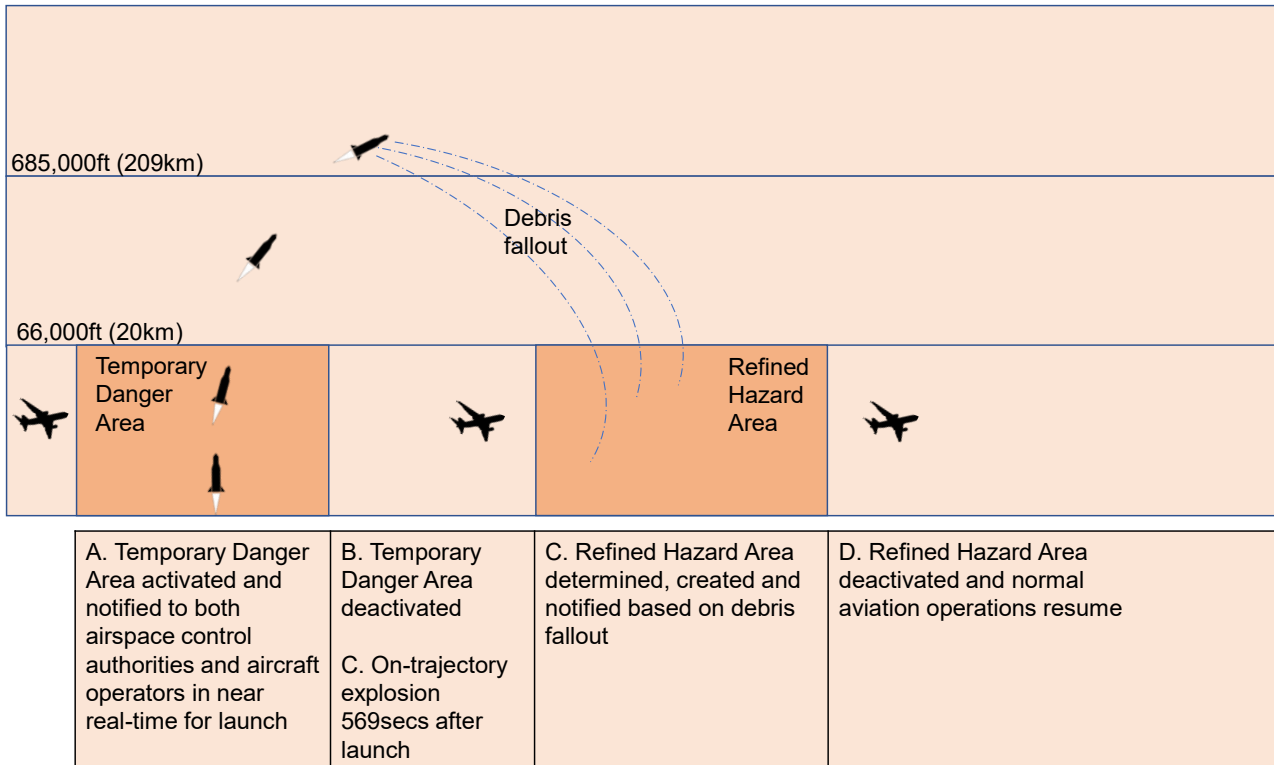 685,000ft (209km)
Debris
fallout
66,000ft (20km)
Temporary
Danger
Area
Refined
Hazard
Area
A. Temporary Danger
Area activated and
notified to both
airspace control
authorities and aircraft
operators in near
real-time for launch
B. Temporary
Danger Area
deactivated
C. On-trajectory
explosion
569secs after
launch
C. Refined Hazard Area
determined, created and
notified based on debris
fallout
D. Refined Hazard Area
deactivated and normal
aviation operations resume